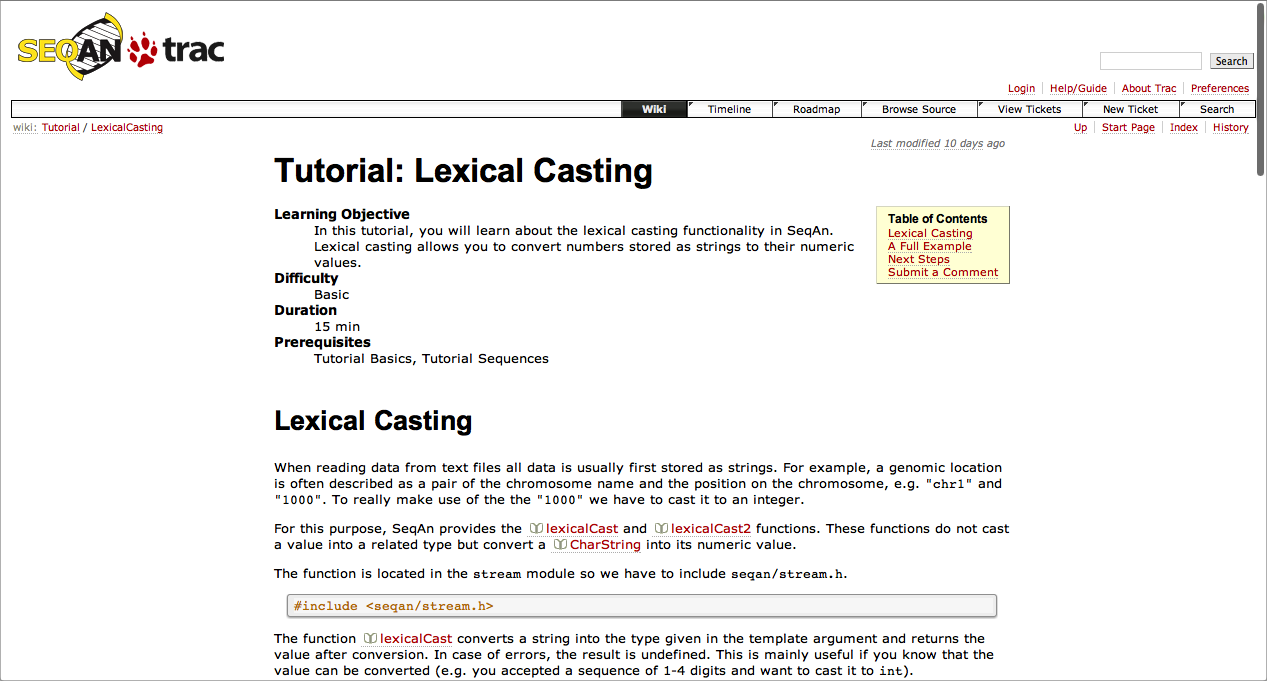 SEQAN trac
Search
Login Help/Guide About Trac Preferences
Wiki Timeline Roadmap Browse Source View Tickets New Ticket Search
wiki: Tutorial / LexicalCasting
Up Start Page Index History
Last modified 10 days ago
Tutorial: Lexical Casting
Learning Objective
In this tutorial, you will learn about the lexical casting functionality in SeqAn.
Lexical casting allows you to convert numbers stored as strings to their numeric
values.
Difficulty
Basic
Duration
15 min
Prerequisites
Tutorial Basics, Tutorial Sequences
Table of Contents
Lexical Casting
A Full Example
Next Steps
Submit a Comment
Lexical Casting
When reading data from text files all data is usually first stored as strings. For example, a genomic location
is often described as a pair of the chromosome name and the position on the chromosome, e.g. "chr1" and
"1000". To really make use of the the "1000" we have to cast it to an integer.
For this purpose, SeqAn provides the lexicalCast and lexicalCast2 functions. These functions do not cast
a value into a related type but convert a CharString into its numeric value.
The function is located in the stream module so we have to include seqan/stream.h.
#include <seqan/stream.h>
The function lexicalCast converts a string into the type given in the template argument and returns the
value after conversion. In case of errors, the result is undefined. This is mainly useful if you know that the
value can be converted (e.g. you accepted a sequence of 1-4 digits and want to cast it to int).